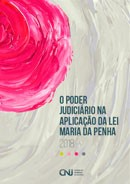 O PODER
JUDICIÁRIO NA
APLICAÇÃO DA LEI
MARIA DA PENHA
2018
CNJ